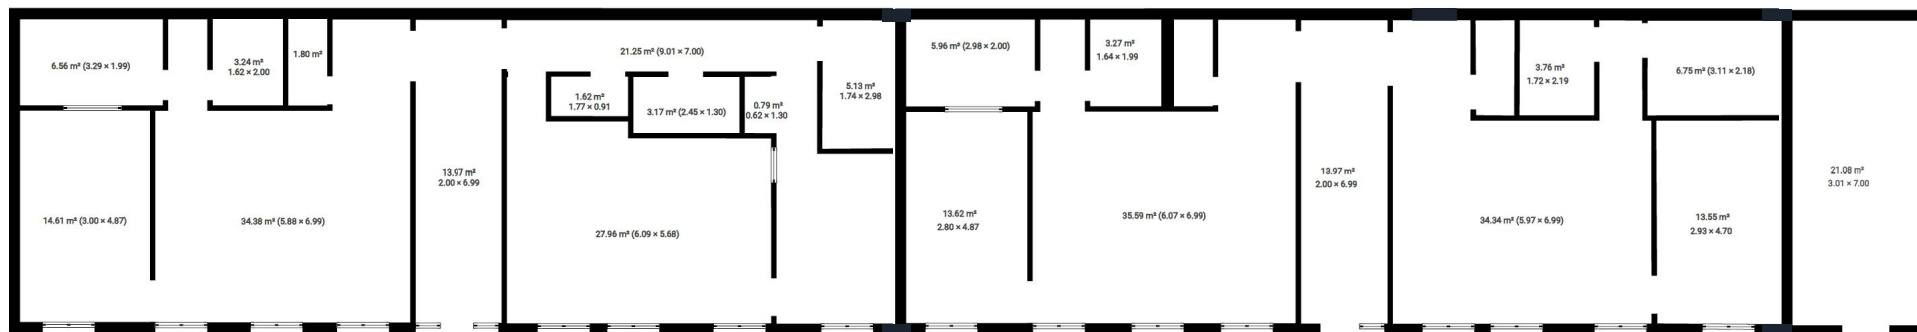 6.56 m² (3.29 × 1.99)
3.24 m²
1.62 × 2.00
1.80 m²
21.25 m² (9.01 × 7.00)
1.62 m²
1.77 × 0.91
3.17 m² (2.45 × 1.30)
0.79 m²
0.62 × 1.30
5.13 m²
1.74 × 2.98
5.96 m² (2.98 × 2.00)
3.27 m²
1.64 × 1.99
3.76 m²
1.72 × 2.19
6.75 m² (3.11 × 2.18)
14.61 m² (3.00 × 4.87)
34.38 m² (5.88 × 6.99)
13.97 m²
2.00 × 6.99
27.96 m² (6.09 × 5.68)
13.62 m²
2.80 × 4.87
35.59 m² (6.07 × 6.99)
13.97 m²
2.00 × 6.99
34.34 m² (5.97 × 6.99)
13.55 m²
2.93 × 4.70
21.08 m²
3.01 × 7.00